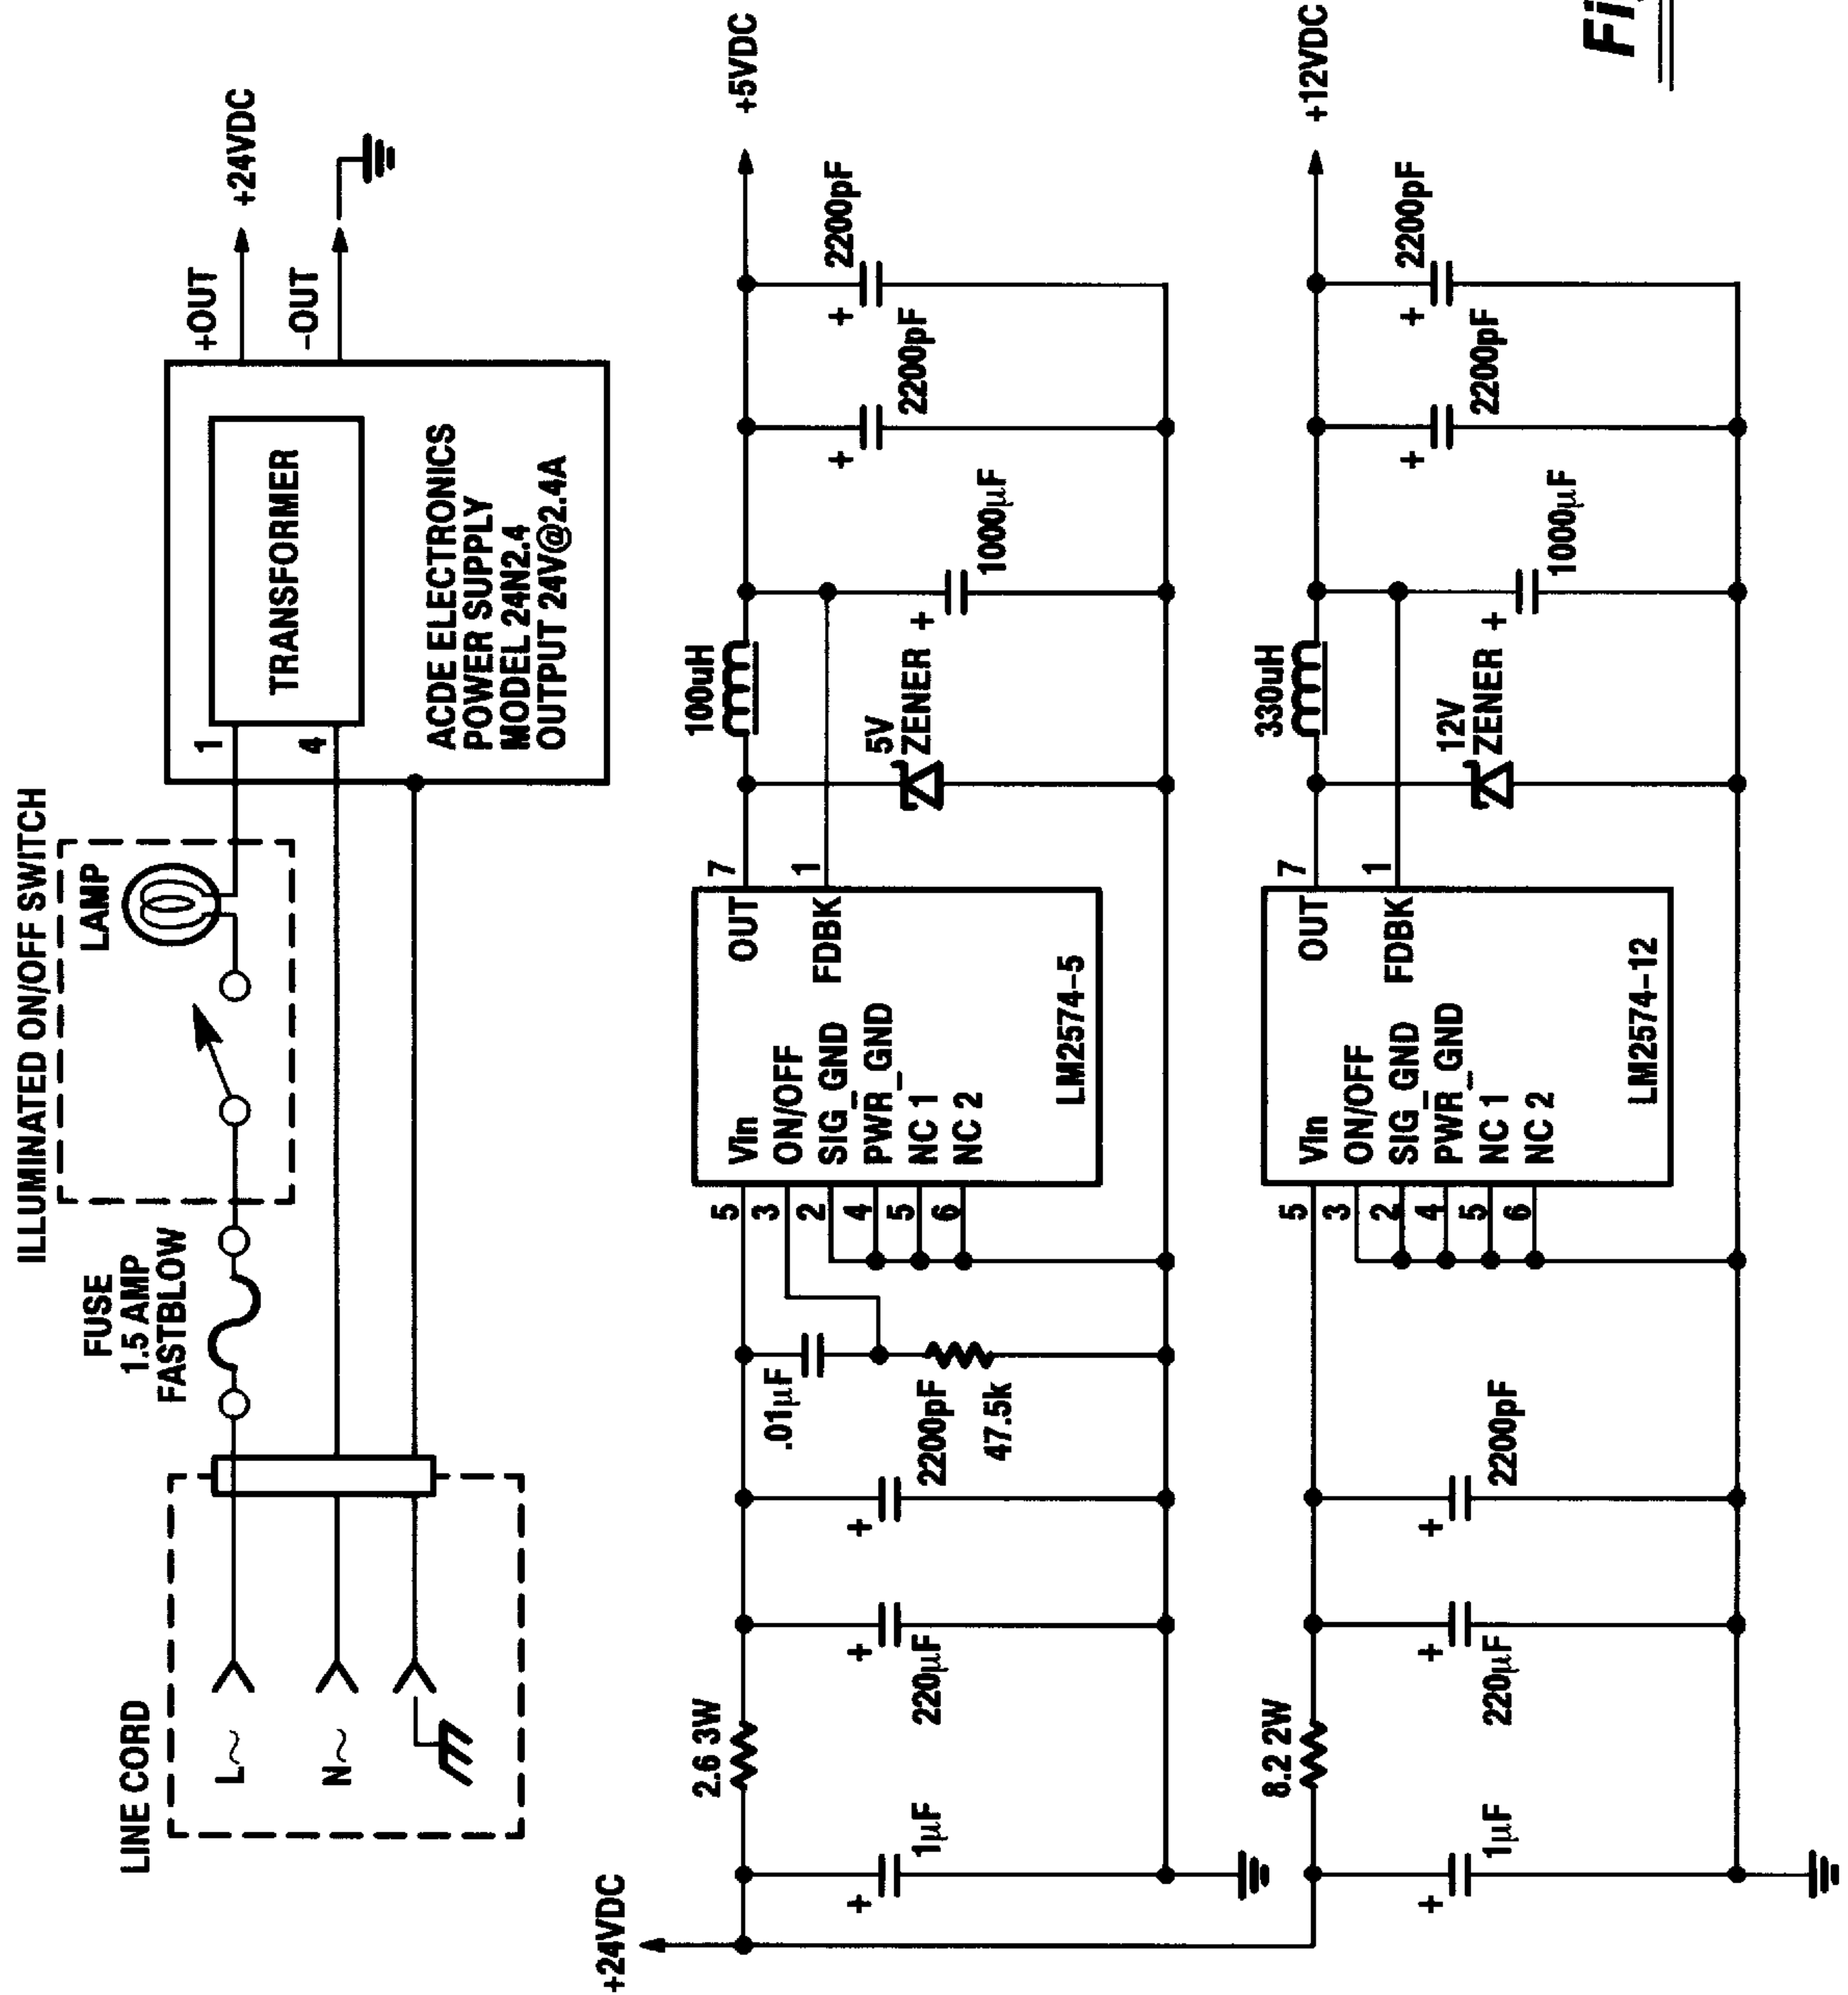 ILLUMINATED ON/OFF SWITCH
LINE CORD
FUSE
1.5 AMP
FASTBLOW
LAMP
L~
N~
1
4
TRANSFORMER
ACDE ELECTRONICS
POWER SUPPLY
MODEL 24N2.4
OUTPUT 24V@2.4A
+OUT
-OUT
+24VDC
+24VDC
2.6 3W
+
1µF
+
220µF
+
2200pF
.01µF
47.5k
5
3
2
4
5
6
Vin
ON/OFF
SIG_GND
PWR_GND
NC 1
NC 2
OUT
FDBK
LM2574-5
7
1
100uH
5V
ZENER
+
1000µF
+
2200pF
+
2200pF
+5VDC
8.2 2W
+
1µF
+
220µF
+
2200pF
5
3
2
4
5
6
Vin
ON/OFF
SIG_GND
PWR_GND
NC 1
NC 2
OUT
FDBK
LM2574-12
7
1
330uH
12V
ZENER
+
1000µF
+
2200pF
+
2200pF
+12VDC